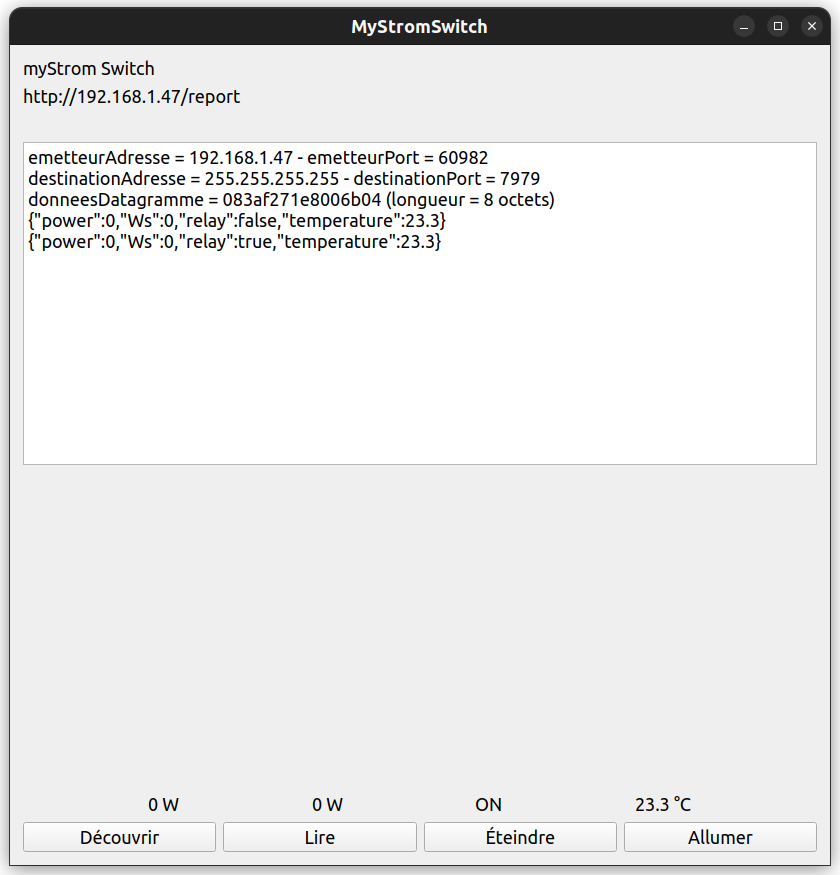 MyStromSwitch
myStrom Switch
http://192.168.1.47/report
emetteurAdresse = 192.168.1.47 - emetteurPort = 60982
destinationAdresse = 255.255.255.255 - destinationPort = 7979
donneesDatagramme = 083af271e8006b04 (longueur = 8 octets)
{"power":0,"Ws":0,"relay":false,"temperature":23.3}
{"power":0,"Ws":0,"relay":true,"temperature":23.3}
0 W 0 W ON 23.3 °C
Découvrir Lire Éteindre Allumer